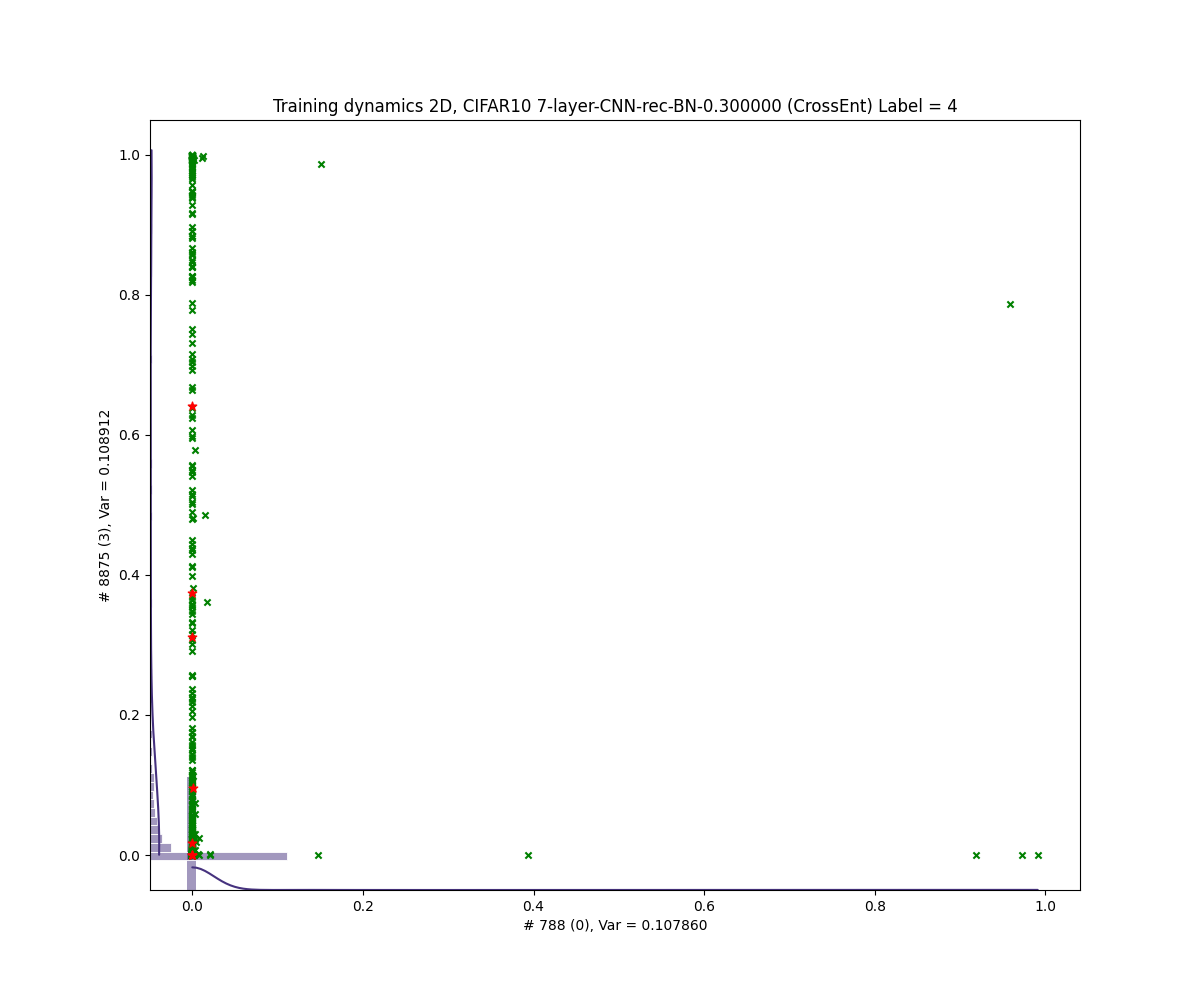 Training dynamics 2D, CIFAR10 7-layer-CNN-rec-BN-0.300000 (CrossEnt) Label = 4
1.0
0.8
0.6
0.4
0.2
0.0
# 8875 (3), Var = 0.108912
0.0 0.2 0.4 0.6 0.8 1.0
# 788 (0), Var = 0.107860